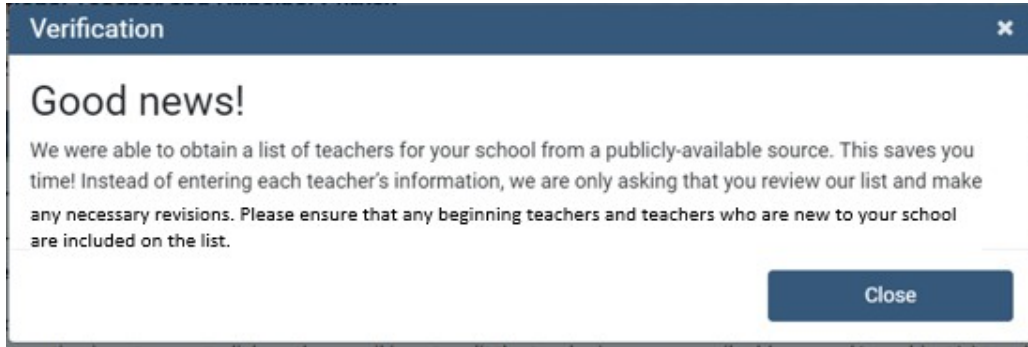 Verification
Good news!
We were able to obtain a list of teachers for your school from a publicly-available source. This saves you
time! Instead of entering each teacher's information, we are only asking that you review our list and make
any necessary revisions. Please ensure that any beginning teachers and teachers who are new to your school
are included on the list.
Close